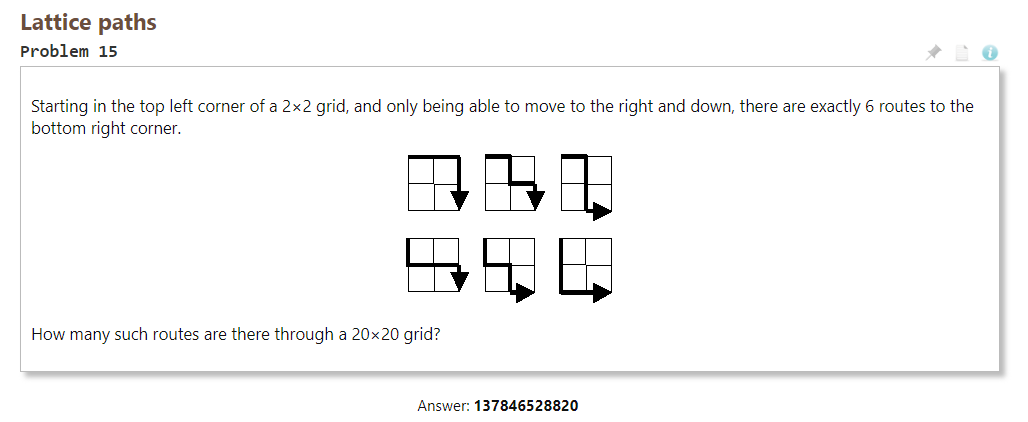 Lattice paths
Problem 15
Starting in the top left corner of a 2×2 grid, and only being able to move to the right and down, there are exactly 6 routes to the
bottom right corner.
How many such routes are there through a 20×20 grid?
Answer: 137846528820